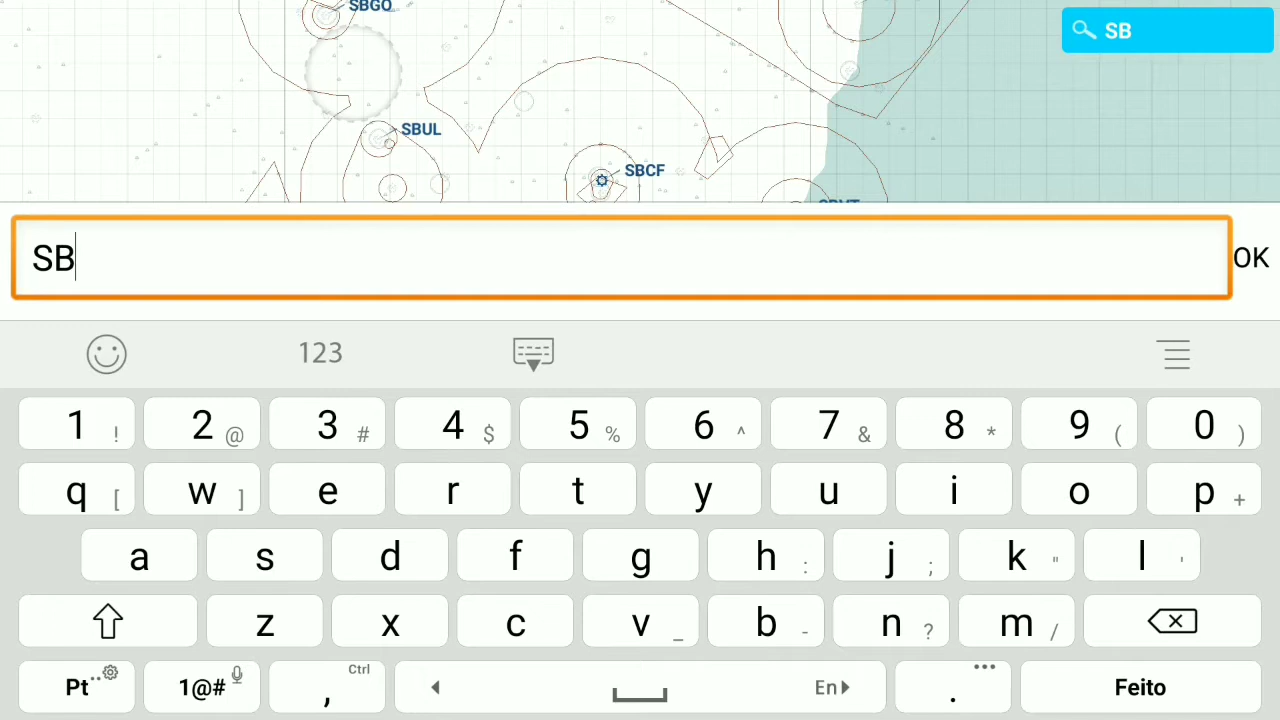 SBGO
SB
SBUL
SBCF
SBVT
SB
OK
123
1 ! 2 @ 3 # 4 $ 5 % 6 ^ 7 & 8 * 9 ( 0 )
q [ w ] e r t y u i o p +
a s d f g h : j ; k " l '
z x c v _ b - n ? m /
Pt 1@# , Ctrl En . ... Feito